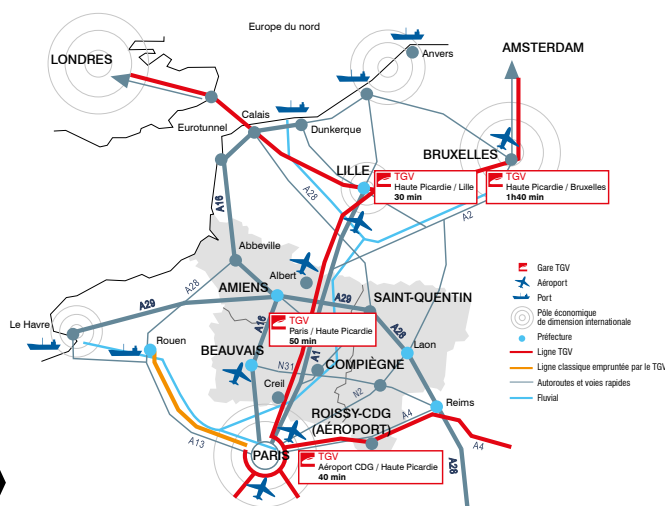 Europe du nord
AMSTERDAM
LONDRES
Anvers
Calais
Eurotunnel
Dunkerque
BRUXELLES
LILLE
TGV
Haute Picardie / Lille
30 min
TGV
Haute Picardie / Bruxelles
1h40 min
A28
A16
A2
Abbeville
Albert
A28
AMIENS
A29
A29
SAINT-QUENTIN
Le Havre
Rouen
A16
TGV
Paris / Haute Picardie
50 min
A28
BEAUVAIS
A1
Laon
N31
COMPIÈGNE
Creil
N2
Reims
ROISSY-CDG
(AÉROPORT)
A4
A13
PARIS
A4
A28
TGV
Aéroport CDG / Haute Picardie
40 min
Gare TGV
Aéroport
Port
Pôle économique
de dimension internationale
Préfecture
Ligne TGV
Ligne classique empruntée par le TGV
Autoroutes et voies rapides
Fluvial